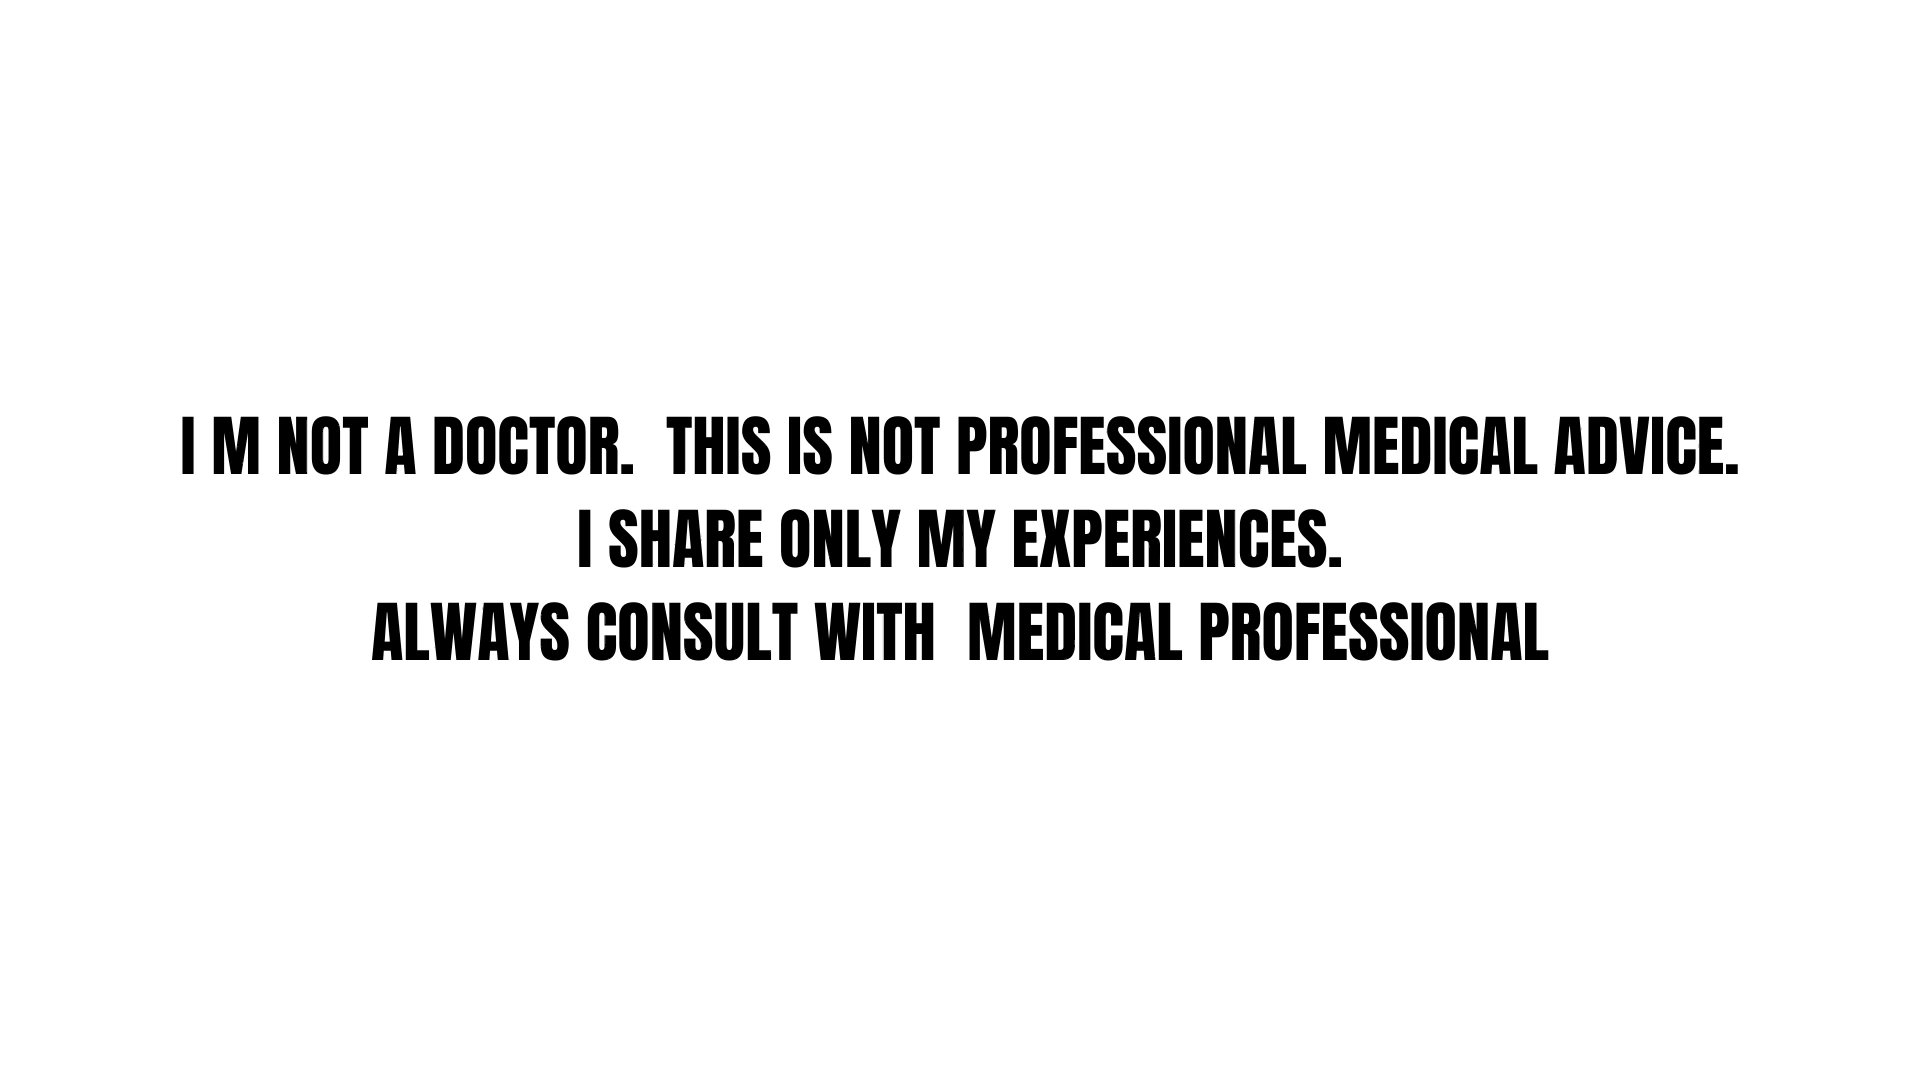 I M NOT A DOCTOR.  THIS IS NOT PROFESSIONAL MEDICAL ADVICE.
I SHARE ONLY MY EXPERIENCES.
ALWAYS CONSULT WITH  MEDICAL PROFESSIONAL